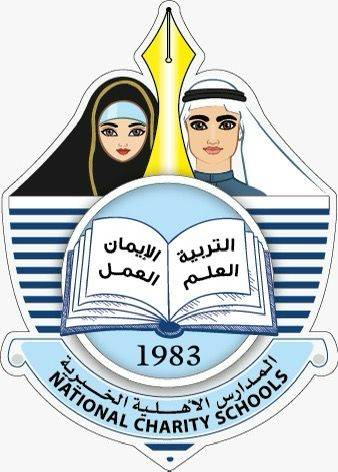 التربية
العلم
الإيمان
العمل
1983
المدارس الأهلية الخيرية
NATIONAL CHARITY SCHOOLS